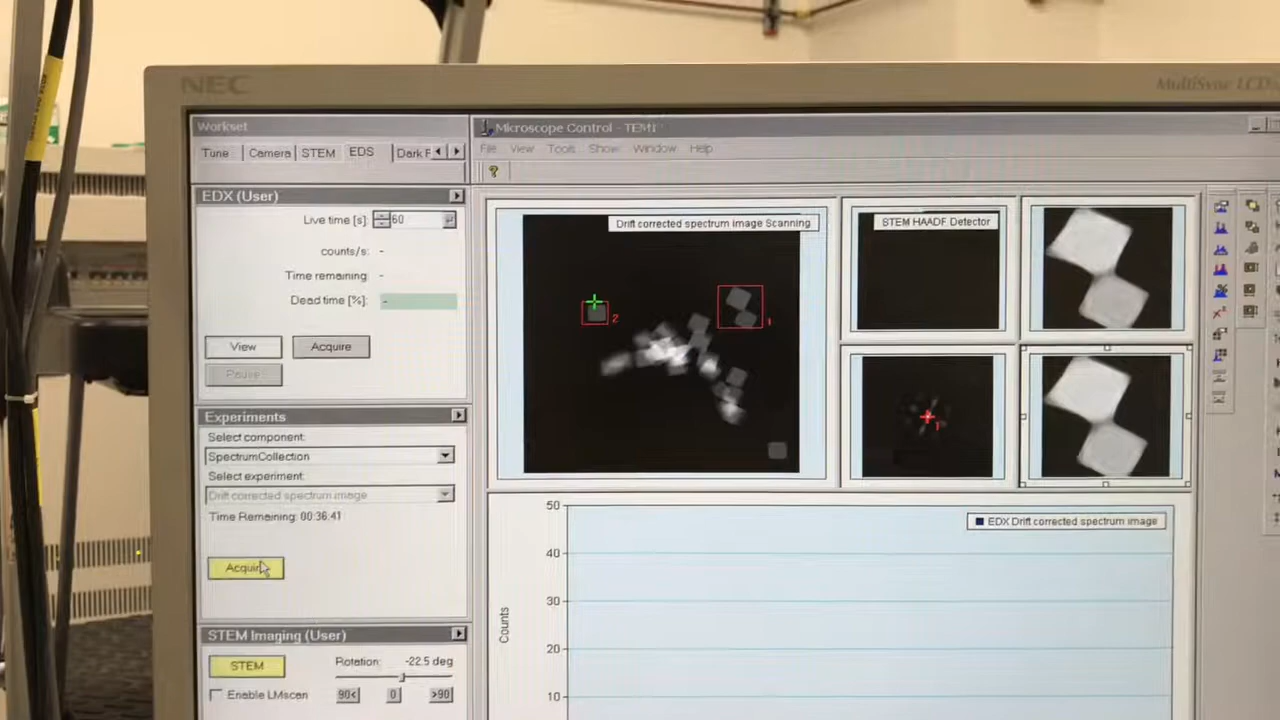 NEC
MultiSync LCD
Workset
Tune Camera STEM EDS Dark F
EDX (User)
Live time [s]: 60
counts/s: -
Time remaining: -
Dead time [%]: -
View Acquire
Pause
Experiments
Select component:
SpectrumCollection
Select experiment:
Drift corrected spectrum image
Time Remaining: 00:36:41
Acquire
STEM Imaging (User)
STEM
Rotation: -22.5 deg
Enable LMscan
90< 0 >90
Microscope Control - TEM1
File View Tools Show Window Help
?
Drift corrected spectrum image Scanning
2
1
STEM HAADF Detector
1
EDX Drift corrected spectrum image
Counts
50
40
30
20
10